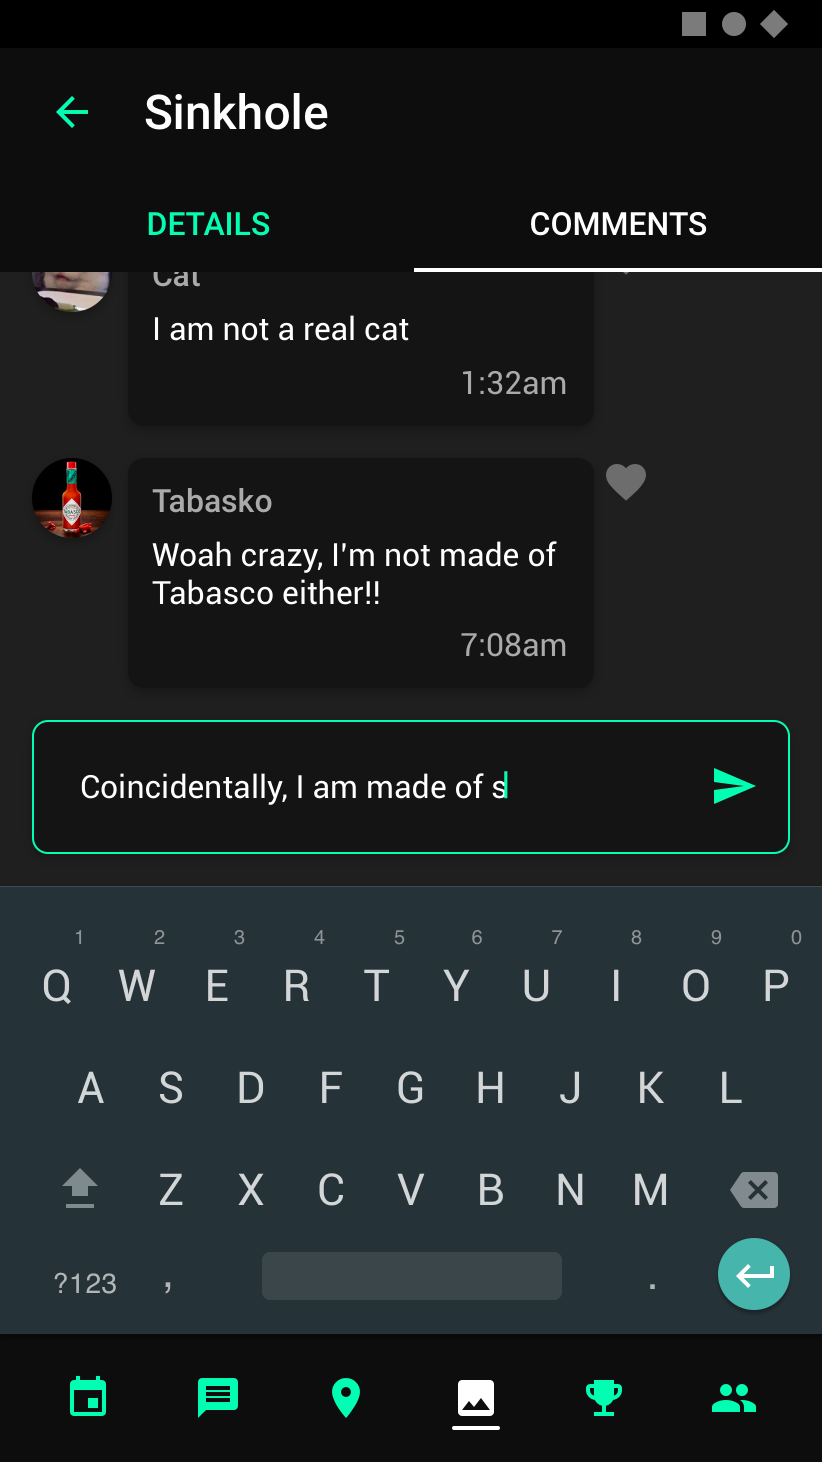 Sinkhole
DETAILS COMMENTS
Cat
I am not a real cat
1:32am
Tabasko
Woah crazy, I'm not made of
Tabasco either!!
7:08am
Coincidentally, I am made of s
1 2 3 4 5 6 7 8 9 0
Q W E R T Y U I O P
A S D F G H J K L
Z X C V B N M
?123 , .